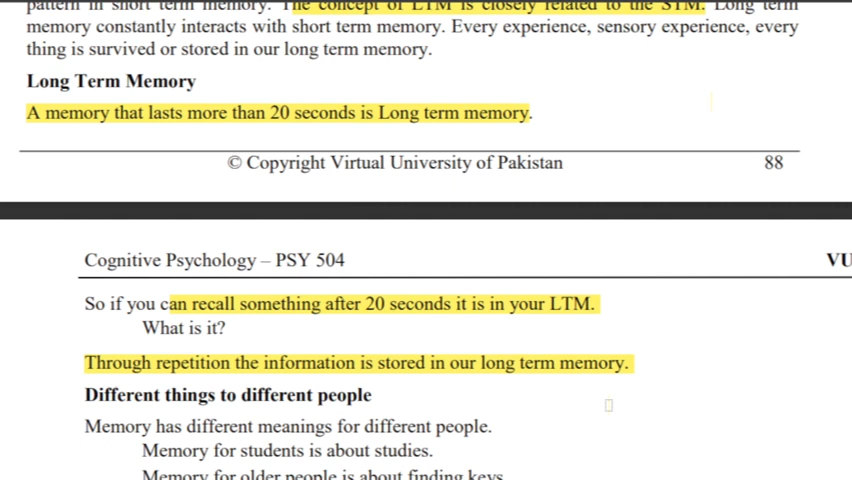 pattern in short term memory. The concept of LTM is closely related to the STM. Long term
memory constantly interacts with short term memory. Every experience, sensory experience, every
thing is survived or stored in our long term memory.
Long Term Memory
A memory that lasts more than 20 seconds is Long term memory.
© Copyright Virtual University of Pakistan 88
Cognitive Psychology – PSY 504 VU
So if you can recall something after 20 seconds it is in your LTM.
What is it?
Through repetition the information is stored in our long term memory.
Different things to different people
Memory has different meanings for different people.
Memory for students is about studies.
Memory for older people is about finding keys